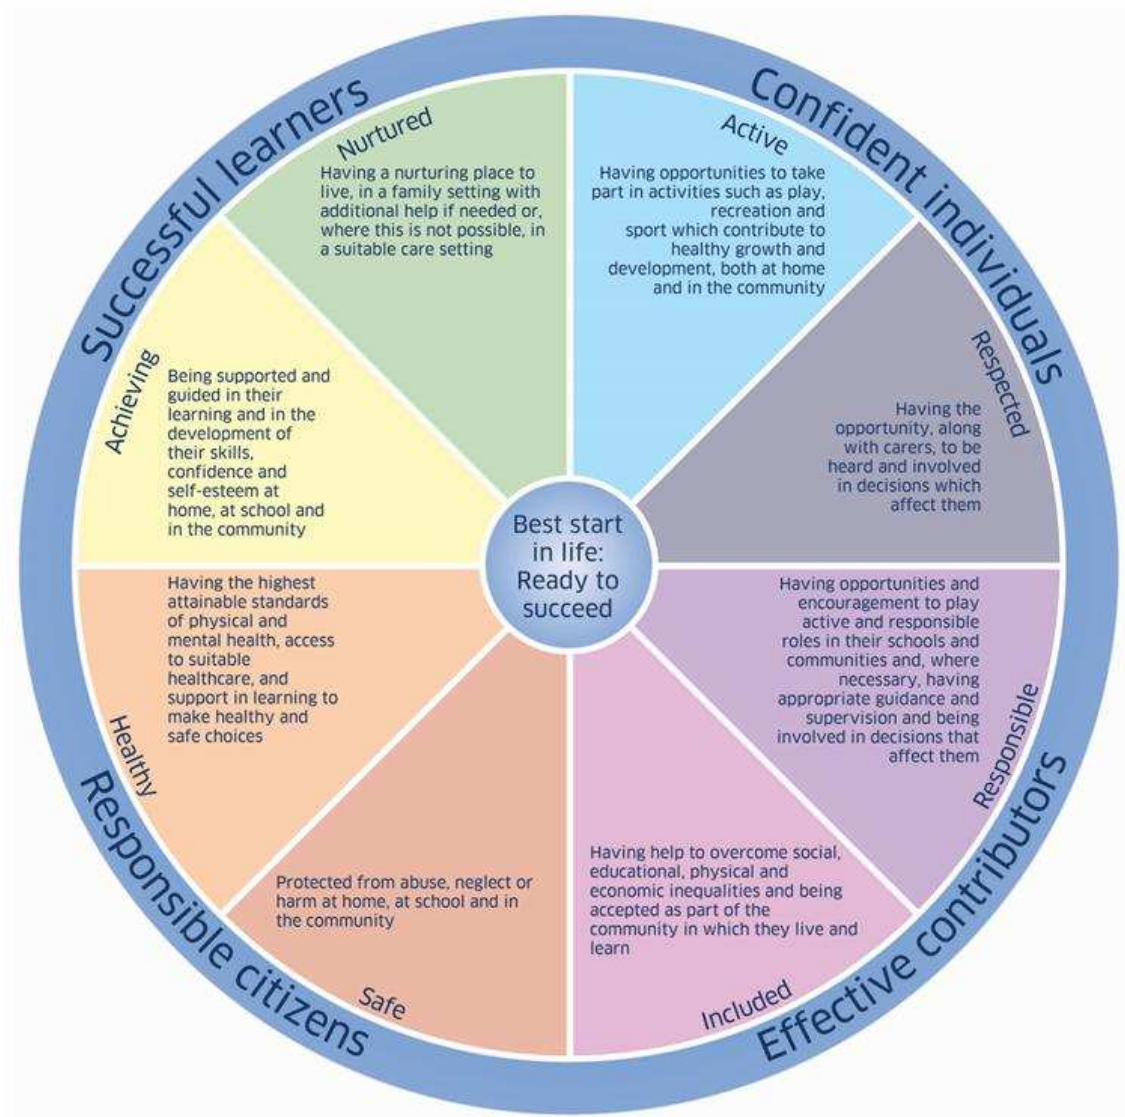 Successful learners
Confident individuals
Nurtured
Having a nurturing place to
live, in a family setting with
additional help if needed or,
where this is not possible, in
a suitable care setting
Active
Having opportunities to take
part in activities such as play,
recreation and
sport which contribute to
healthy growth and
development, both at home
and in the community
Achieving
Being supported and
guided in their
learning and in the
development of
their skills,
confidence and
self-esteem at
home, at school and
in the community
Respected
Having the
opportunity, along
with carers, to be
heard and involved
in decisions which
affect them
Best start
in life:
Ready to
succeed
Healthy
Having the highest
attainable standards
of physical and
mental health, access
to suitable
healthcare, and
support in learning to
make healthy and
safe choices
Responsible
Having opportunities and
encouragement to play
active and responsible
roles in their schools and
communities and, where
necessary, having
appropriate guidance and
supervision and being
involved in decisions that
affect them
Protected from abuse, neglect or
harm at home, at school and in
the community
Safe
Having help to overcome social,
educational, physical and
economic inequalities and being
accepted as part of the
community in which they live and
learn
Included
Responsible citizens
Effective contributors